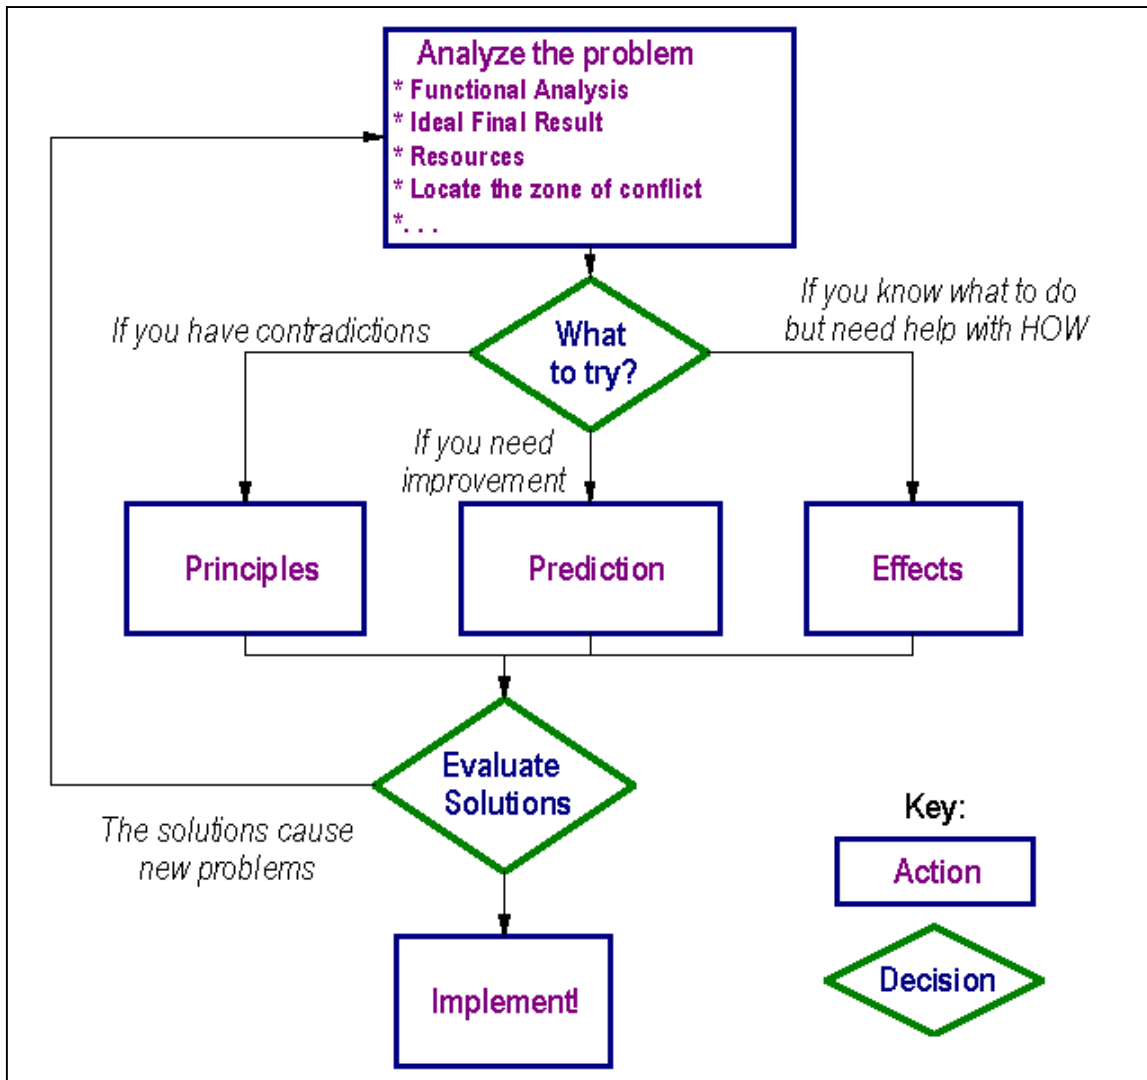 Analyze the problem
* Functional Analysis
* Ideal Final Result
* Resources
* Locate the zone of conflict
*. . .
If you have contradictions
What
to try?
If you know what to do
but need help with HOW
If you need
improvement
Principles
Prediction
Effects
Evaluate
Solutions
The solutions cause
new problems
Implement!
Key:
Action
Decision